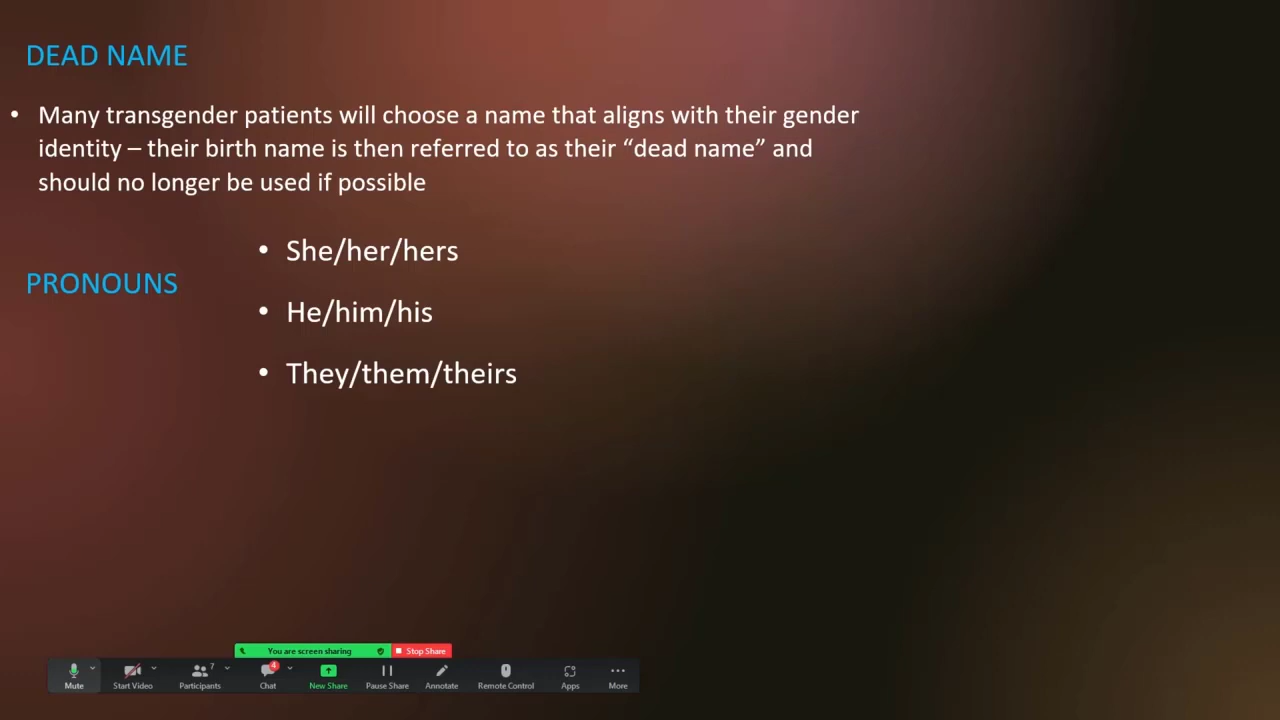 DEAD NAME
• Many transgender patients will choose a name that aligns with their gender
identity – their birth name is then referred to as their “dead name” and
should no longer be used if possible
PRONOUNS
• She/her/hers
• He/him/his
• They/them/theirs
You are screen sharing
Stop Share
Mute
Start Video
7
Participants
4
Chat
New Share
Pause Share
Annotate
Remote Control
Apps
More